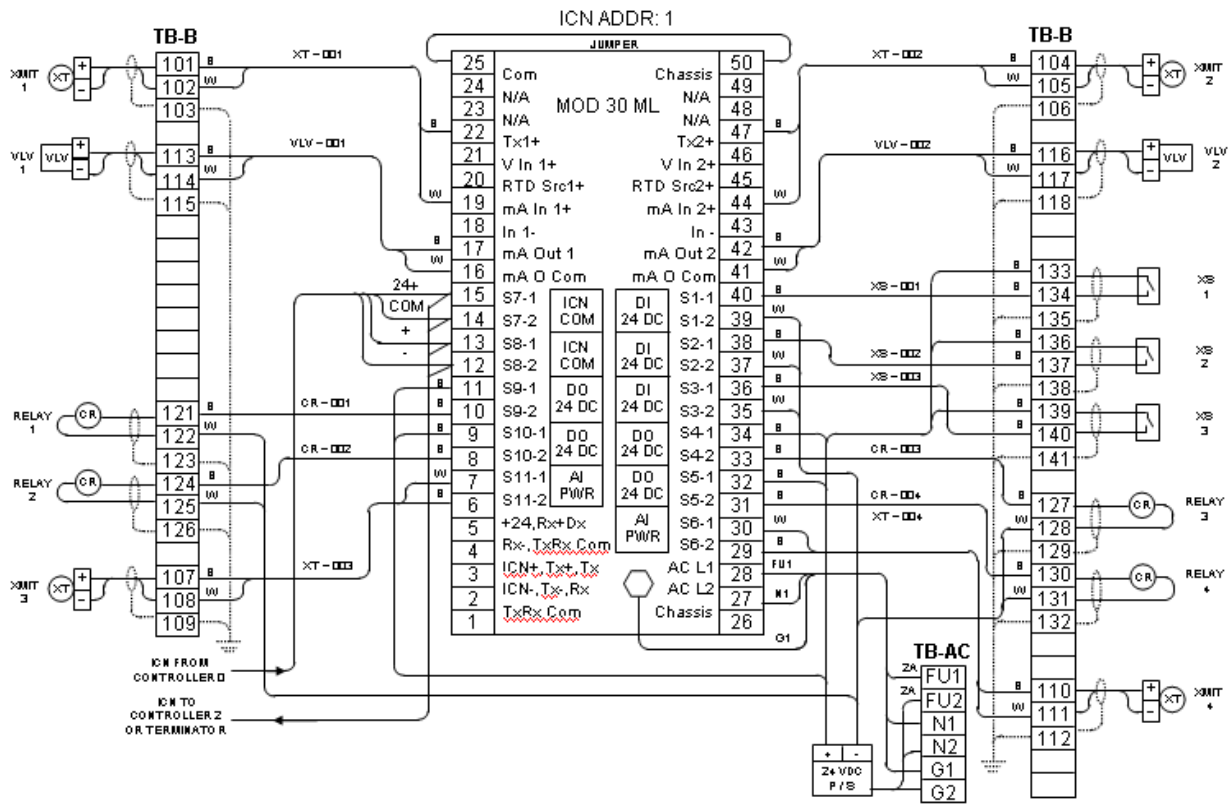 ICN ADDR: 1
JUMPER
MOD 30 ML
TB-B
XMIT 1
XT
+
-
101 B XT-001
102 W
103
VLV 1
VLV
+
-
113 B VLV-001
114 W
115
RELAY 1
CR
121 B CR-001 B
122 W
123
RELAY 2
CR
124 B CR-002 B
125 W
126
XMIT 3
XT
+
-
107 B XT-003
108 W
109
ICN FROM
CONTROLLER 0
ICN TO
CONTROLLER 2
OR TERMINATOR
24+
COM
+
-
25 Com
24 N/A
23 N/A
B 22 Tx1+
21 V In 1+
20 RTD Src1+
W 19 mA In 1+
18 In 1-
B 17 mA Out 1
W 16 mA O Com
15 S7-1
14 S7-2
13 S8-1
12 S8-2
11 S9-1
B 10 S9-2
B 9 S10-1
B 8 S10-2
W 7 S11-1
B 6 S11-2
5 +24,Rx+Dx
4 Rx-,TxRx Com
3 ICN+,Tx+,Tx
2 ICN-,Tx-,Rx
1 TxRx Com
ICN COM
ICN COM
DO 24 DC
DO 24 DC
AI PWR
DI 24 DC
DI 24 DC
DI 24 DC
DO 24 DC
DO 24 DC
AI PWR
Chassis 50
N/A 49
N/A 48
Tx2+ 47 B
V In 2+ 46
RTD Src2+ 45
mA In 2+ 44 W
In - 43
mA Out 2 42 B
mA O Com 41 W
S1-1 40 B
S1-2 39 W
S2-1 38 B
S2-2 37 W
S3-1 36 B
S3-2 35 W
S4-1 34 B
S4-2 33 B
S5-1 32 B
S5-2 31 B
S6-1 30 W
S6-2 29 B
AC L1 28 FU1
AC L2 27 N1
Chassis 26
G1
TB-B
XT-002 B 104
W 105
106
+
-
XT
XMIT 2
VLV-002 B 116
W 117
118
+
-
VLV
VLV 2
B 133
XS-001 B 134
135
XS 1
B 136
XS-002 B 137
138
XS 2
XS-003
B 139
B 140
141
XS 3
CR-003 B 127
W 128
129
CR
RELAY 3
CR-004 B 130
W 131
132
CR
RELAY 4
XT-004
B 110
W 111
112
+
-
XT
XMIT 4
TB-AC
2A FU1
2A FU2
N1
N2
G1
G2
+ -
24 VDC
P/S